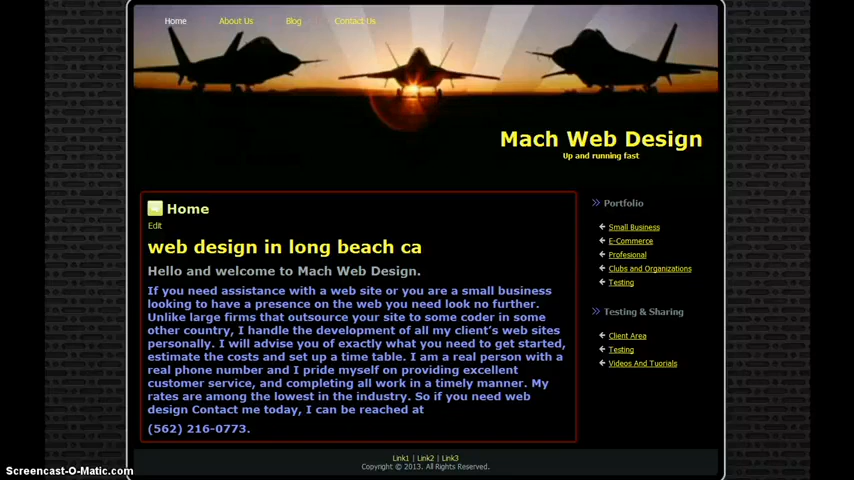 Home About Us Blog Contact Us
Mach Web Design
Up and running fast
Home
Edit
web design in long beach ca
Hello and welcome to Mach Web Design.
If you need assistance with a web site or you are a small business
looking to have a presence on the web you need look no further.
Unlike large firms that outsource your site to some coder in some
other country, I handle the development of all my client's web sites
personally. I will advise you of exactly what you need to get started,
estimate the costs and set up a time table. I am a real person with a
real phone number and I pride myself on providing excellent
customer service, and completing all work in a timely manner. My
rates are among the lowest in the industry. So if you need web
design Contact me today, I can be reached at
(562) 216-0773.
Portfolio
Small Business
E-Commerce
Profesional
Clubs and Organizations
Testing
Testing & Sharing
Client Area
Testing
Videos And Tuorials
Link1 | Link2 | Link3
Copyright © 2013. All Rights Reserved.
Screencast-O-Matic.com